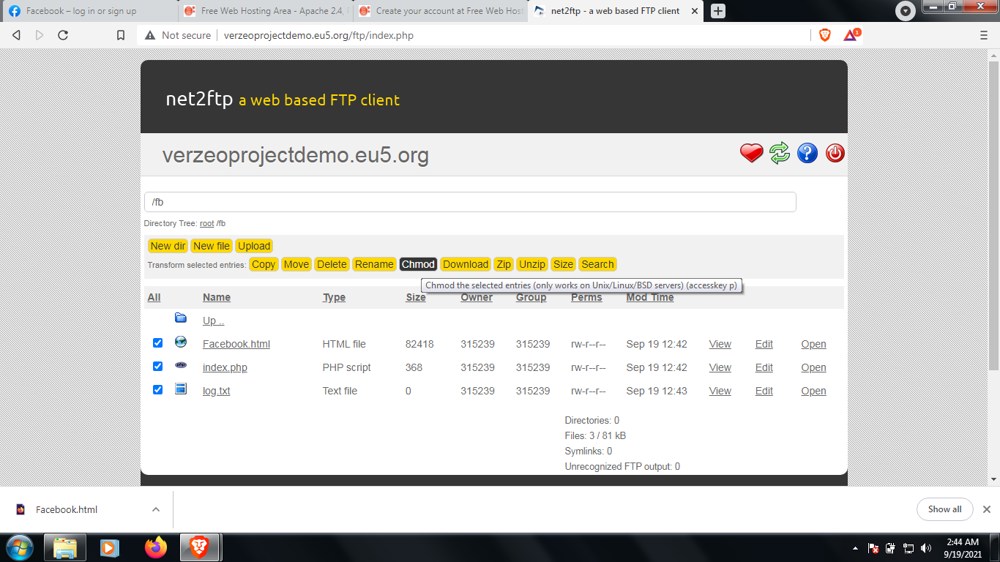 Facebook – log in or sign up
Free Web Hosting Area - Apache 2.4,
Create your account at Free Web Host
net2ftp - a web based FTP client
Not secure verzeoprojectdemo.eu5.org/ftp/index.php
1
net2ftp a web based FTP client
verzeoprojectdemo.eu5.org
/fb
Directory Tree: root /fb
New dir New file Upload
Transform selected entries: Copy Move Delete Rename Chmod Download Zip Unzip Size Search
Chmod the selected entries (only works on Unix/Linux/BSD servers) (accesskey p)
All Name Type Size Owner Group Perms Mod Time
Up ..
Facebook.html HTML file 82418 315239 315239 rw-r--r-- Sep 19 12:42 View Edit Open
php index.php PHP script 368 315239 315239 rw-r--r-- Sep 19 12:42 View Edit Open
log.txt Text file 0 315239 315239 rw-r--r-- Sep 19 12:43 View Edit Open
Directories: 0
Files: 3 / 81 kB
Symlinks: 0
Unrecognized FTP output: 0
Facebook.html
Show all
2:44 AM
9/19/2021